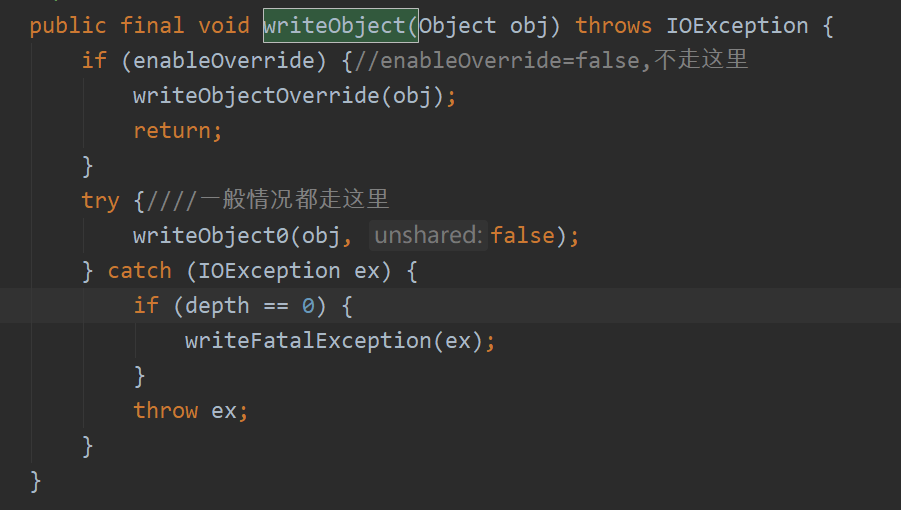 public final void writeObject(Object obj) throws IOException {
    if (enableOverride) {//enableOverride=false,不走这里
        writeObjectOverride(obj);
        return;
    }
    try {////一般情况都走这里
        writeObject0(obj, unshared: false);
    } catch (IOException ex) {
        if (depth == 0) {
            writeFatalException(ex);
        }
        throw ex;
    }
}